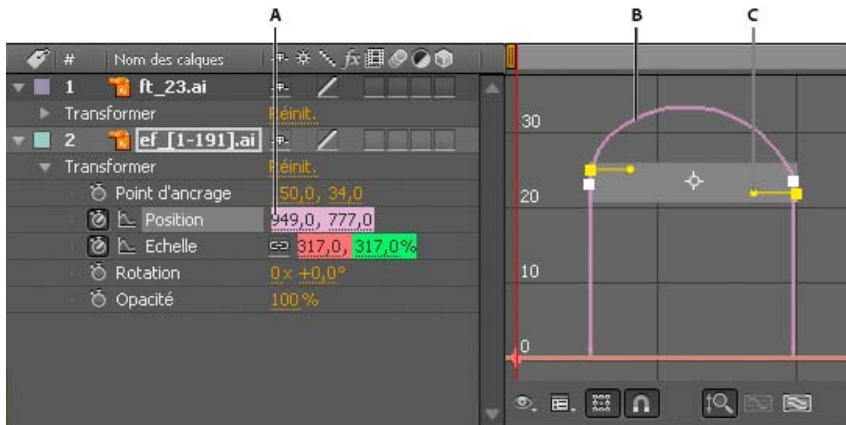 A B C
# Nom des calques fx
1 ft_23.ai
Transformer Réinit.
2 ef_[1-191].ai
Transformer Réinit.
Point d'ancrage 50,0, 34,0
Position 949,0, 777,0
Echelle 317,0, 317,0%
Rotation 0x +0,0°
Opacité 100%
30
20
10
0